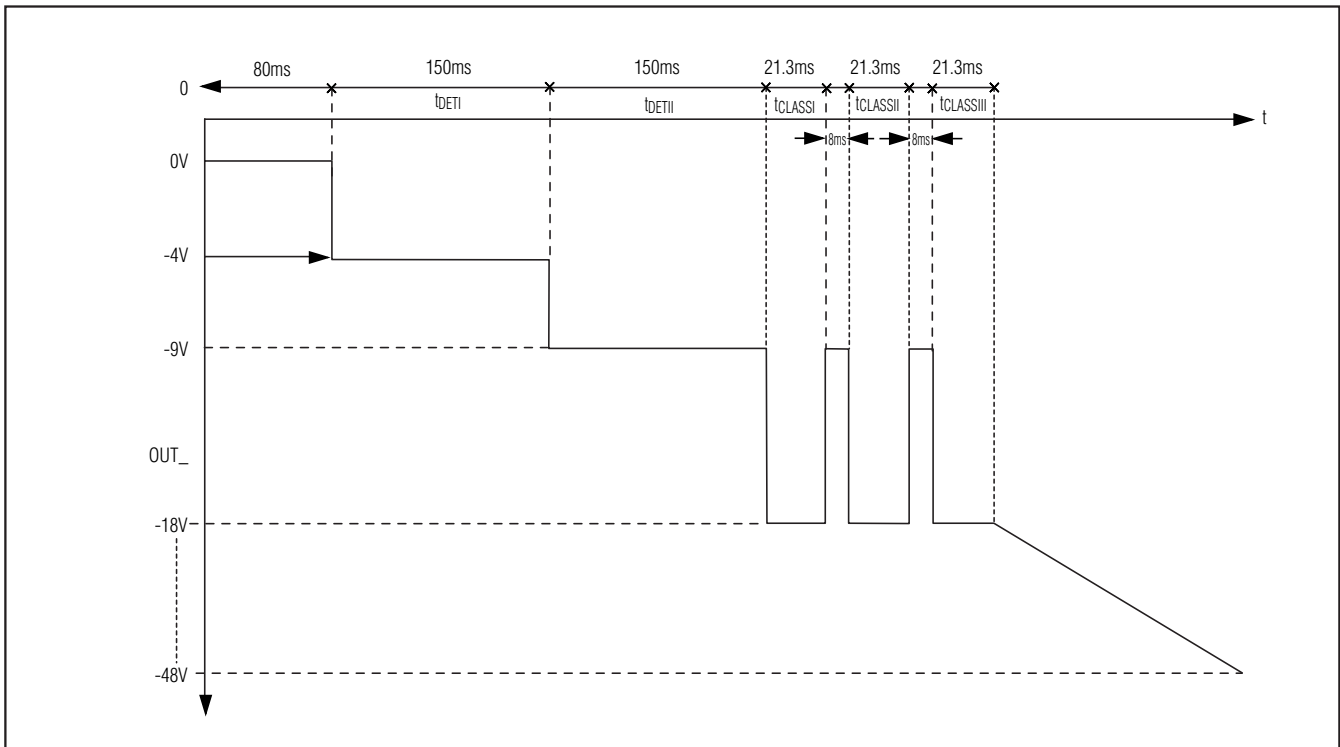 80ms 150ms 150ms 21.3ms 21.3ms 21.3ms
0
tDETI tDETII tCLASSI tCLASSII tCLASSIII
t
8ms 8ms
0V
-4V
-9V
OUT_
-18V
-48V